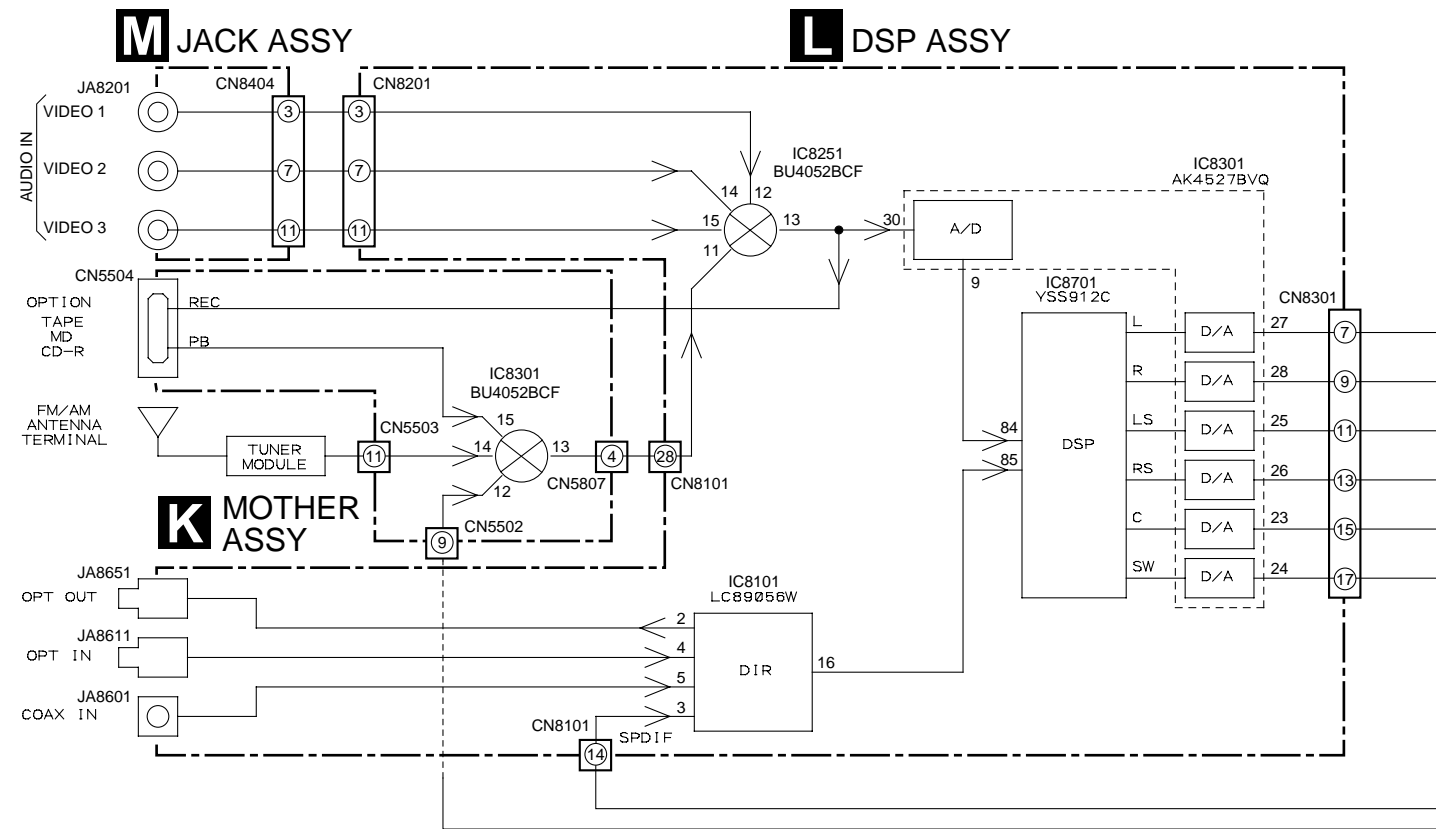 M JACK ASSY
L DSP ASSY
JA8201
CN8404
CN8201
AUDIO IN
VIDEO 1
3
3
VIDEO 2
7
7
VIDEO 3
11
11
IC8251
BU4052BCF
14
12
15
13
11
IC8301
AK4527BVQ
30
A/D
9
CN5504
OPTION
TAPE
MD
CD-R
REC
PB
IC8701
YSS912C
CN8301
L
D/A
27
7
R
D/A
28
9
LS
D/A
25
11
RS
D/A
26
13
C
D/A
23
15
SW
D/A
24
17
84
85
DSP
IC8301
BU4052BCF
FM/AM
ANTENNA
TERMINAL
TUNER
MODULE
CN5503
11
15
14
13
12
4
CN5807
28
CN8101
K MOTHER
ASSY
CN5502
9
JA8651
OPT OUT
JA8611
OPT IN
JA8601
COAX IN
IC8101
LC89056W
2
4
5
3
DIR
16
CN8101
SPDIF
14